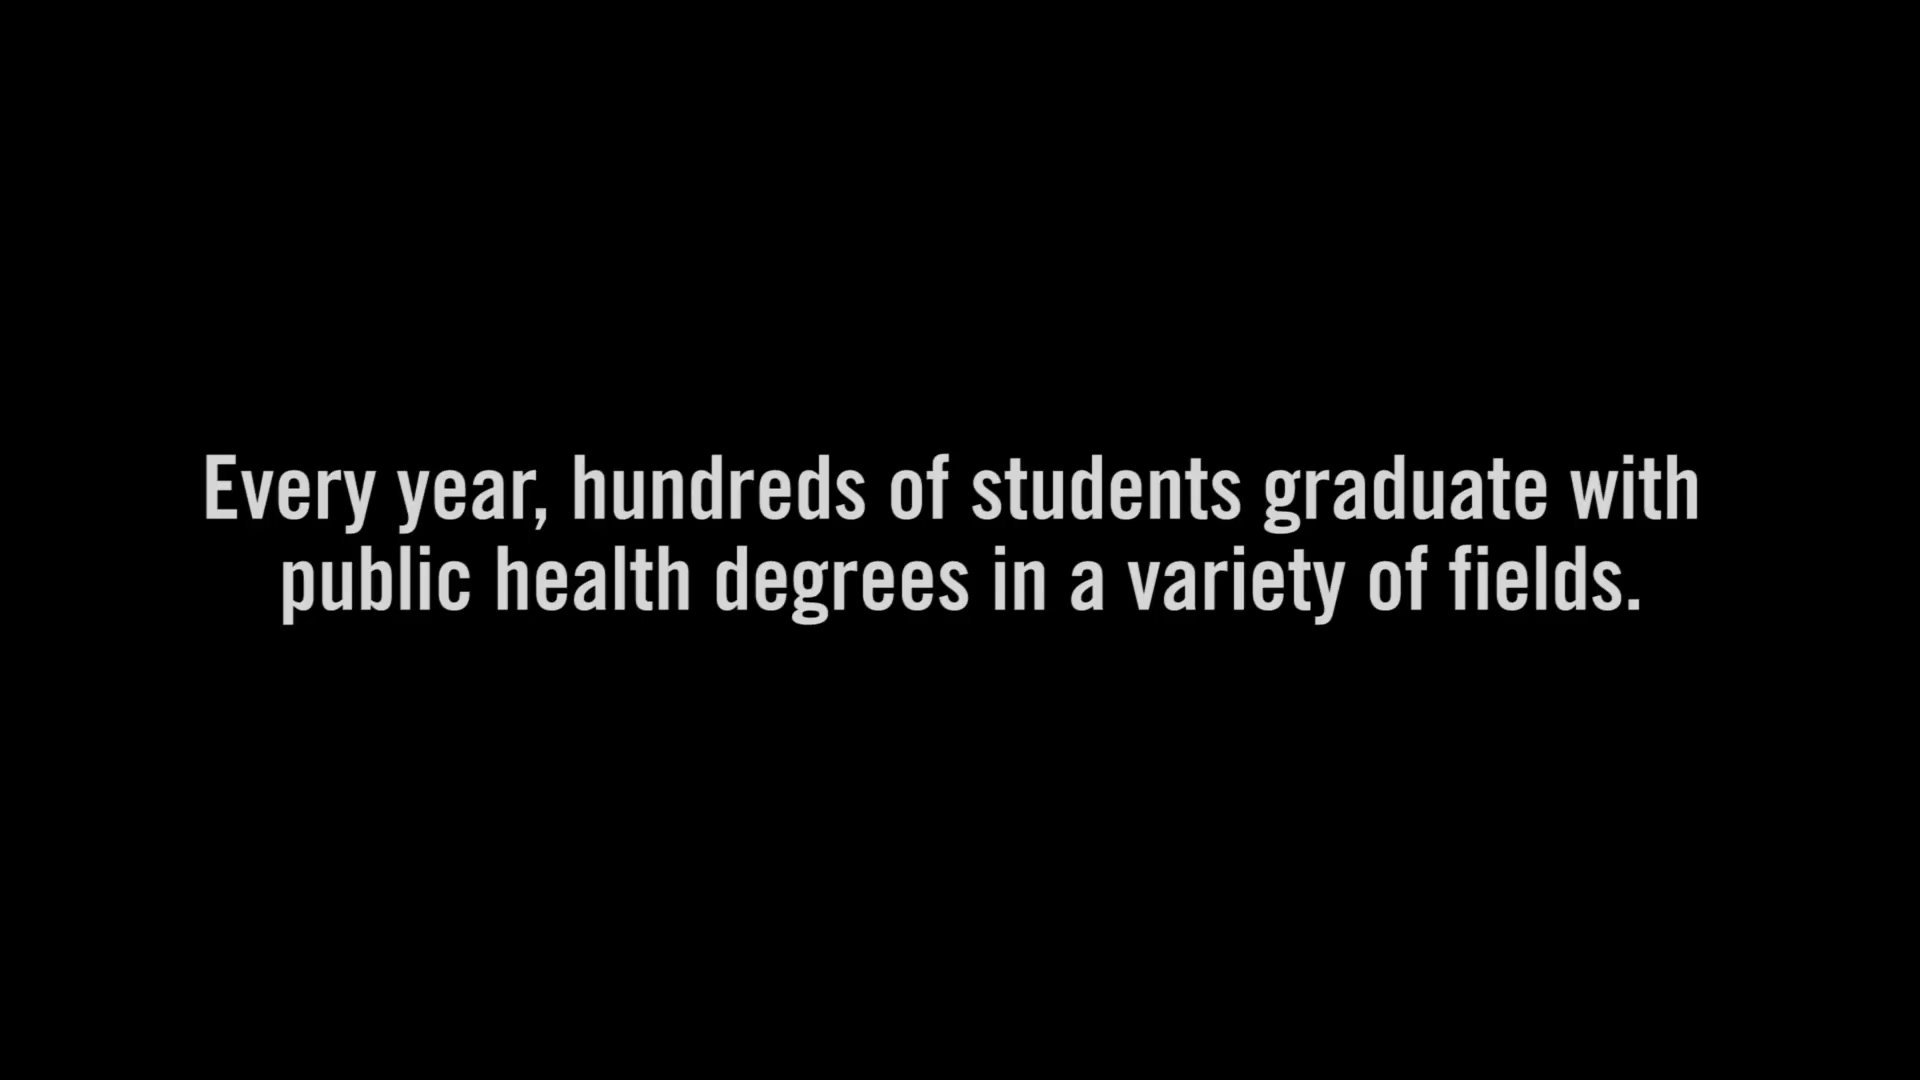 Every year, hundreds of students graduate with
public health degrees in a variety of fields.